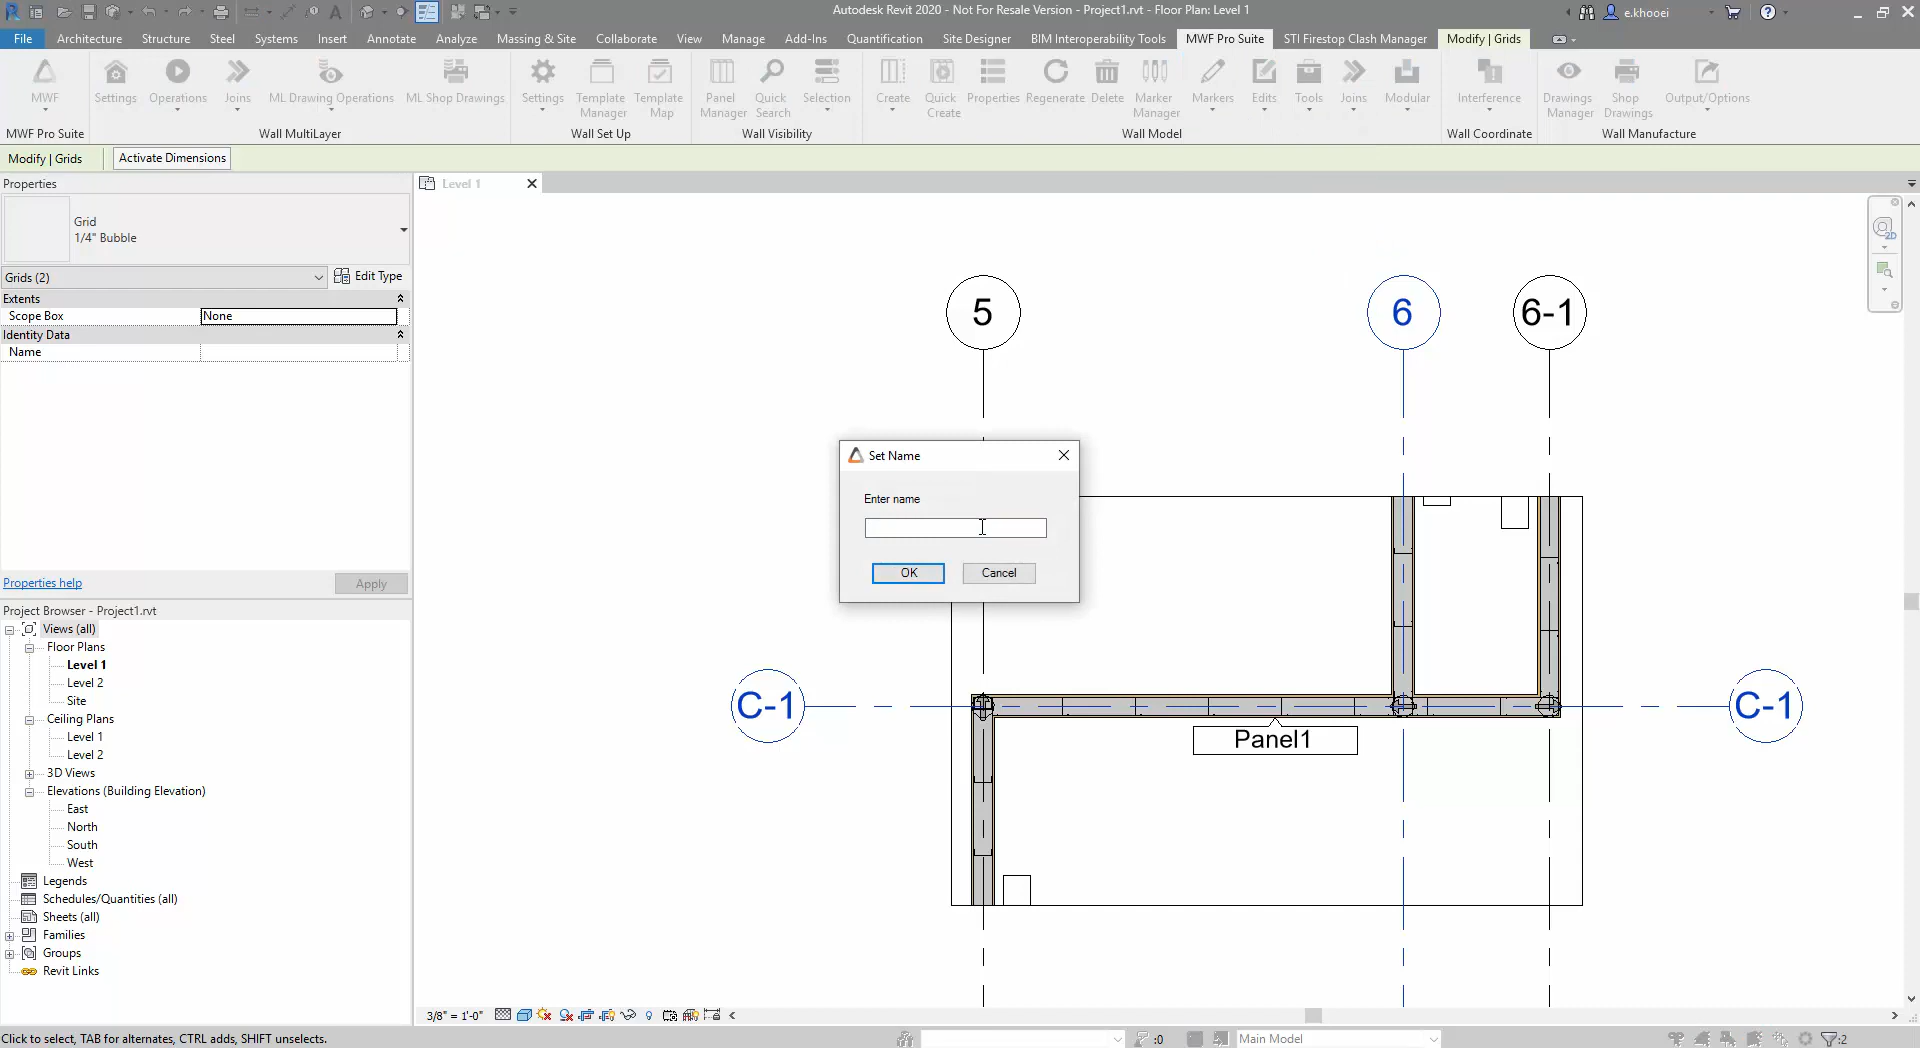 Autodesk Revit 2020 - Not For Resale Version - Project1.rvt - Floor Plan: Level 1
e.khooei
File Architecture Structure Steel Systems Insert Annotate Analyze Massing & Site Collaborate View Manage Add-Ins Quantification Site Designer BIM Interoperability Tools MWF Pro Suite STI Firestop Clash Manager Modify | Grids
MWF Settings Operations Joins ML Drawing Operations ML Shop Drawings Settings Template Manager Template Map Panel Manager Quick Search Selection Create Quick Create Properties Regenerate Delete Marker Manager Markers Edits Tools Joins Modular Interference Drawings Manager Shop Drawings Output/Options
MWF Pro Suite Wall MultiLayer Wall Set Up Wall Visibility Wall Model Wall Coordinate Wall Manufacture
Modify | Grids Activate Dimensions
Properties
Grid
1/4" Bubble
Grids (2) Edit Type
Extents
Scope Box None
Identity Data
Name
Properties help Apply
Project Browser - Project1.rvt
Views (all)
Floor Plans
Level 1
Level 2
Site
Ceiling Plans
Level 1
Level 2
3D Views
Elevations (Building Elevation)
East
North
South
West
Legends
Schedules/Quantities (all)
Sheets (all)
Families
Groups
Revit Links
Level 1
2D
5 6 6-1
Set Name
Enter name
OK Cancel
C-1 C-1
Panel1
3/8" = 1'-0"
Click to select, TAB for alternates, CTRL adds, SHIFT unselects.
:0 Main Model :2